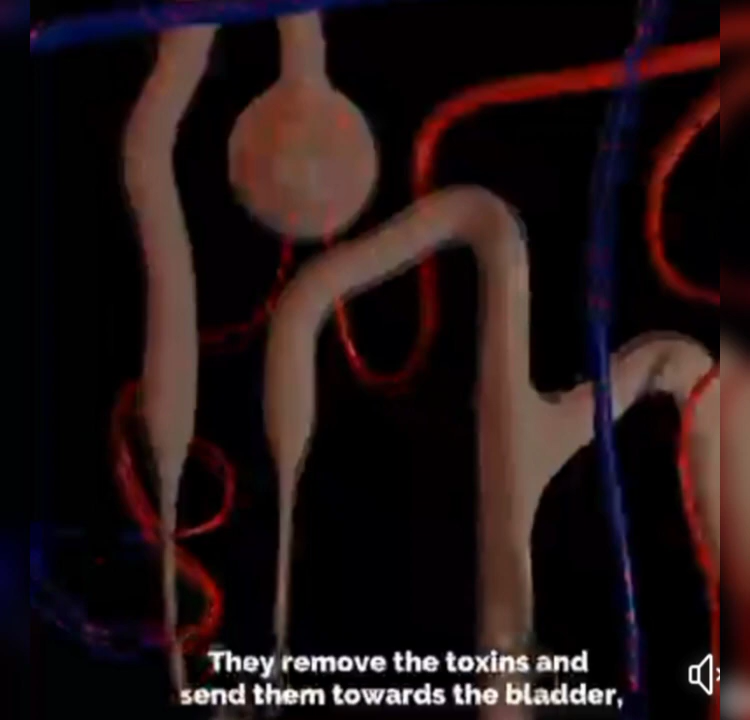 They remove the toxins and
send them towards the bladder,